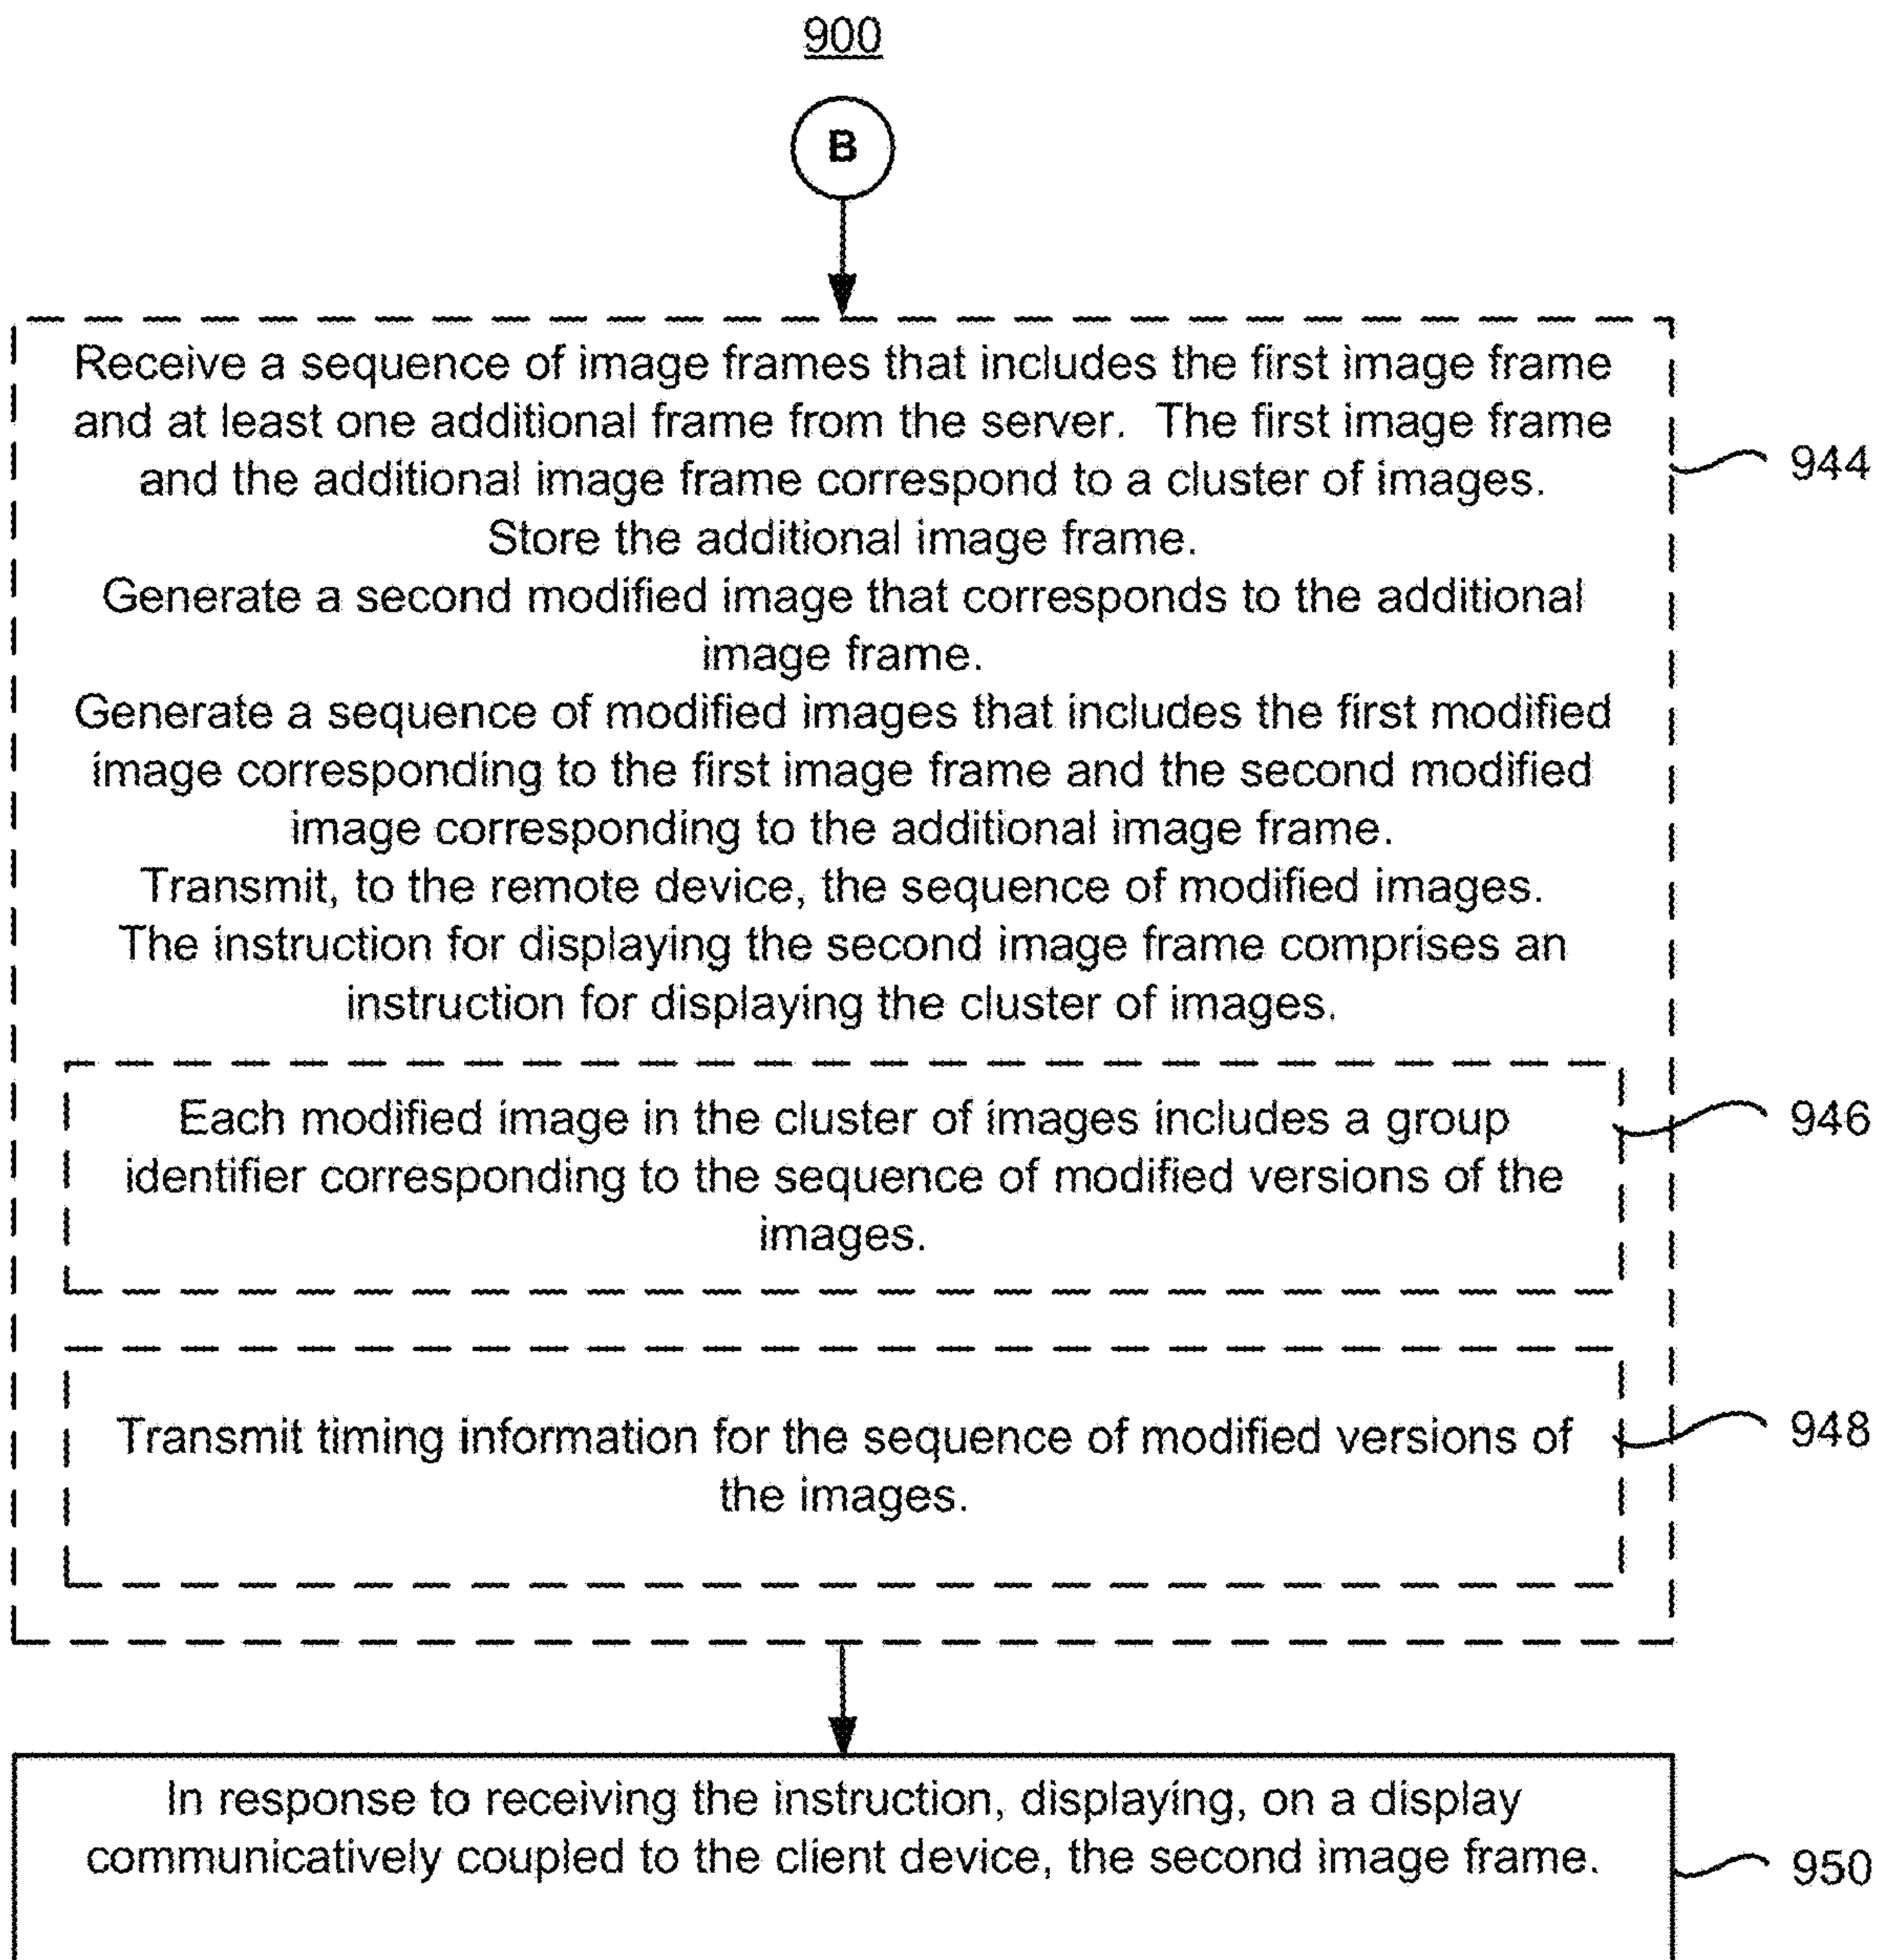 900
B
Receive a sequence of image frames that includes the first image frame
and at least one additional frame from the server. The first image frame
and the additional image frame correspond to a cluster of images.
944
Store the additional image frame.
Generate a second modified image that corresponds to the additional
image frame.
Generate a sequence of modified images that includes the first modified
image corresponding to the first image frame and the second modified
image corresponding to the additional image frame.
Transmit, to the remote device, the sequence of modified images.
The instruction for displaying the second image frame comprises an
instruction for displaying the cluster of images.
Each modified image in the cluster of images includes a group
946
identifier corresponding to the sequence of modified versions of the
images.
Transmit timing information for the sequence of modified versions of
948
the images.
In response to receiving the instruction, displaying, on a display
communicatively coupled to the client device, the second image frame.
950